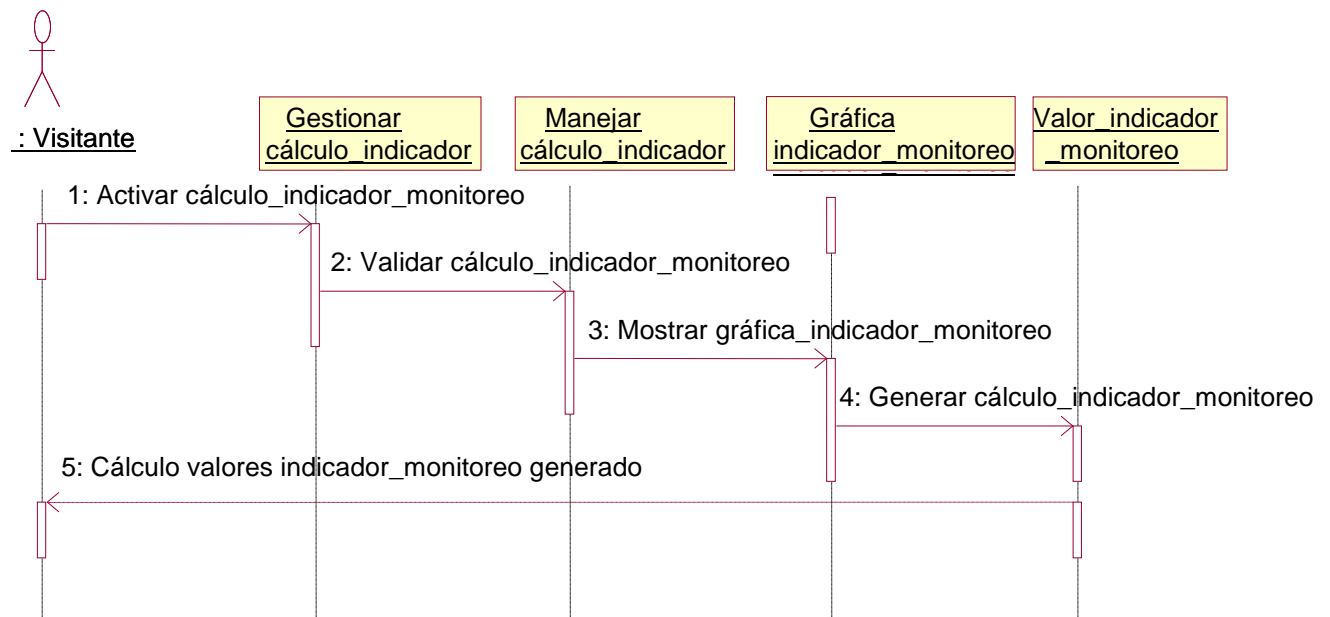 : Visitante
Gestionar
cálculo_indicador
Manejar
cálculo_indicador
Gráfica
indicador_monitoreo
Valor_indicador
_monitoreo
1: Activar cálculo_indicador_monitoreo
2: Validar cálculo_indicador_monitoreo
3: Mostrar gráfica_indicador_monitoreo
4: Generar cálculo_indicador_monitoreo
5: Cálculo valores indicador_monitoreo generado